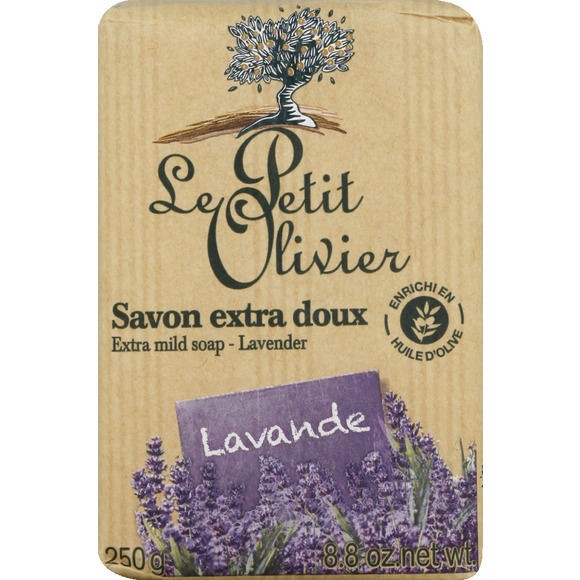 Le Petit
Olivier
Savon extra doux
Extra mild soap - Lavender
ENRICHI EN
HUILE D'OLIVE
Lavande
250 g
8.8 oz.net.wt.